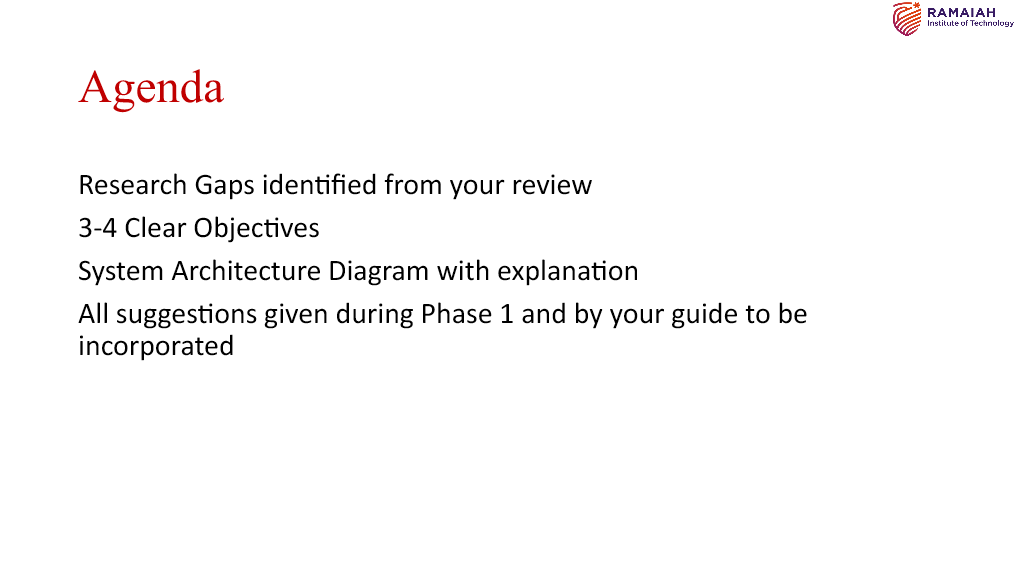 RAMAIAH
Institute of Technology
Agenda
Research Gaps identified from your review
3-4 Clear Objectives
System Architecture Diagram with explanation
All suggestions given during Phase 1 and by your guide to be
incorporated